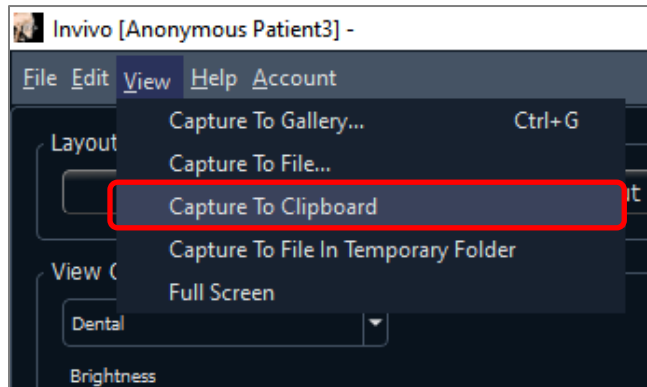 Invivo [Anonymous Patient3] -
File Edit View Help Account
Capture To Gallery... Ctrl+G
Layout
Capture To File...
Capture To Clipboard
Capture To File In Temporary Folder
View
Full Screen
Dental
Brightness